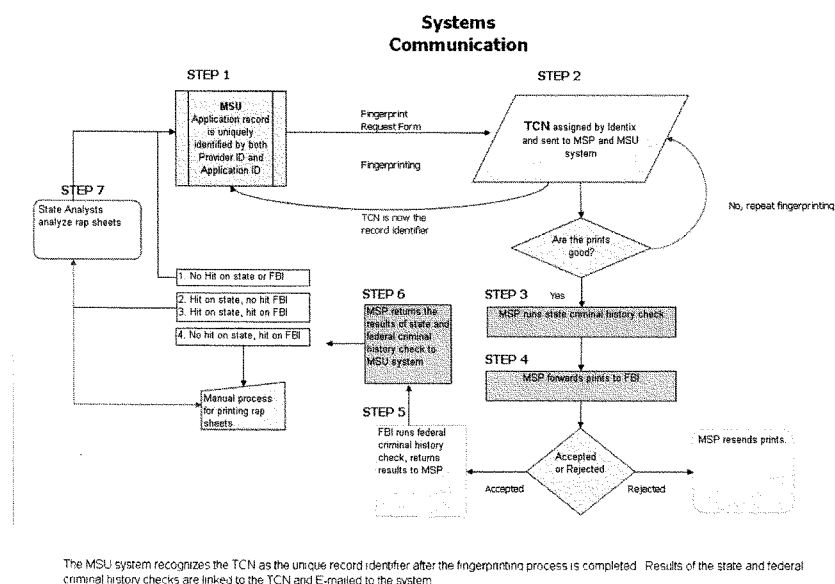 Systems
Communication
STEP 1
MSU
Application record
is uniquely
identified by both
Provider ID and
Application ID
Fingerprint
Request Form
Fingerprinting
STEP 2
TCN assigned by Identix
and sent to MSP and MSU
system
TCN is now the
record identifier
No, repeat fingerprinting
Are the prints
good?
Yes
STEP 7
State Analysts
analyze rap sheets
1. No Hit on state or FBI
2. Hit on state, no hit FBI
3. Hit on state, hit on FBI
4. No hit on state, hit on FBI
Manual process
for printing rap
sheets
STEP 3
MSP runs state criminal history check
STEP 4
MSP forwards prints to FBI
STEP 6
MSP returns the
results of state and
federal criminal
history check to
MSU system
STEP 5
FBI runs federal
criminal history
check, returns
results to MSP
Accepted
or Rejected
Accepted
Rejected
MSP resends prints.
The MSU system recognizes the TCN as the unique record identifier after the fingerprinting process is completed Results of the state and federal
criminal history checks are linked to the TCN and E-mailed to the system